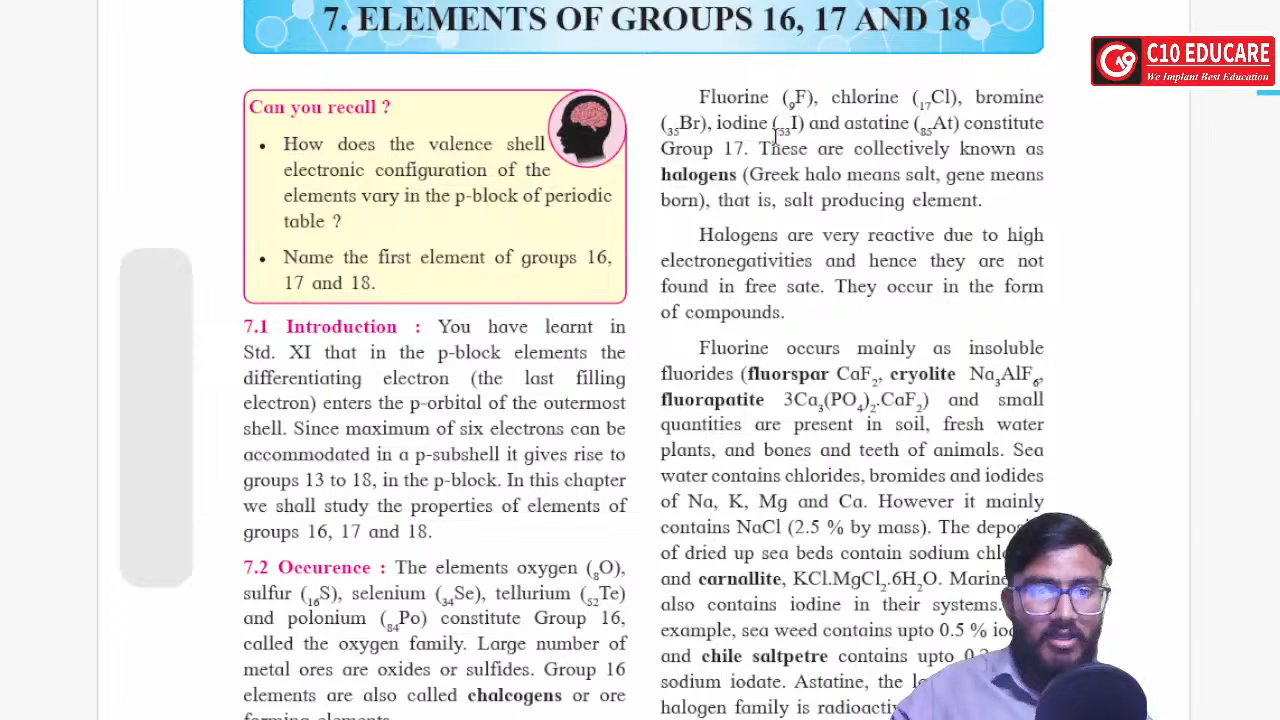 7. ELEMENTS OF GROUPS 16, 17 AND 18
C10 EDUCARE
We Implant Best Education
Can you recall ?
• How does the valence shell
electronic configuration of the
elements vary in the p-block of periodic
table ?
• Name the first element of groups 16,
17 and 18.
7.1 Introduction : You have learnt in
Std. XI that in the p-block elements the
differentiating electron (the last filling
electron) enters the p-orbital of the outermost
shell. Since maximum of six electrons can be
accommodated in a p-subshell it gives rise to
groups 13 to 18, in the p-block. In this chapter
we shall study the properties of elements of
groups 16, 17 and 18.
7.2 Occurence : The elements oxygen (₈O),
sulfur (₁₆S), selenium (₃₄Se), tellurium (₅₂Te)
and polonium (₈₄Po) constitute Group 16,
called the oxygen family. Large number of
metal ores are oxides or sulfides. Group 16
elements are also called chalcogens or ore
forming elements.
Fluorine (₉F), chlorine (₁₇Cl), bromine
(₃₅Br), iodine (₅₃I) and astatine (₈₅At) constitute
Group 17. These are collectively known as
halogens (Greek halo means salt, gene means
born), that is, salt producing element.
Halogens are very reactive due to high
electronegativities and hence they are not
found in free sate. They occur in the form
of compounds.
Fluorine occurs mainly as insoluble
fluorides (fluorspar CaF₂, cryolite Na₃AlF₆,
fluorapatite 3Ca₃(PO₄)₂.CaF₂) and small
quantities are present in soil, fresh water
plants, and bones and teeth of animals. Sea
water contains chlorides, bromides and iodides
of Na, K, Mg and Ca. However it mainly
contains NaCl (2.5 % by mass). The
of dried up sea beds contain sodium
and carnallite, KCl.MgCl₂.6H₂O. Marine
also contains iodine in their systems.
example, sea weed contains upto 0.5 %
and chile saltpetre contains upto
sodium iodate. Astatine, the
halogen family is